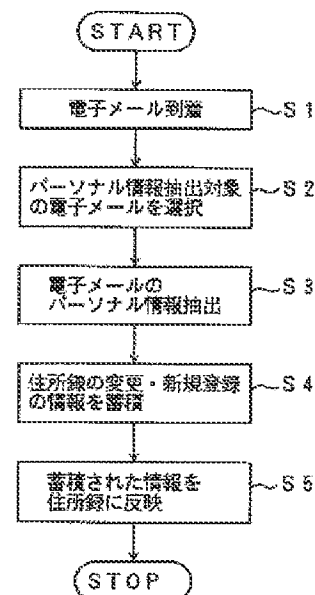 START
電子メール到着 S1
パーソナル情報抽出対象 S2
の電子メールを選択
電子メールの S3
パーソナル情報抽出
住所録の変更・新規登録 S4
の情報を蓄積
蓄積された情報を S5
住所録に反映
STOP